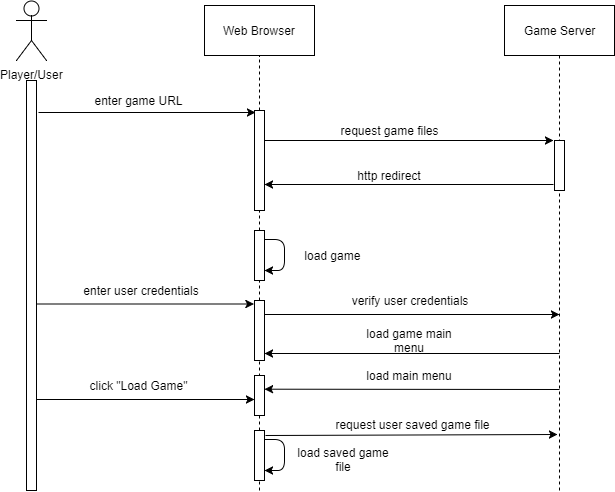 Web Browser
Game Server
Player/User
enter game URL
request game files
http redirect
load game
enter user credentials
verify user credentials
load game main
menu
load main menu
click "Load Game"
request user saved game file
load saved game
file